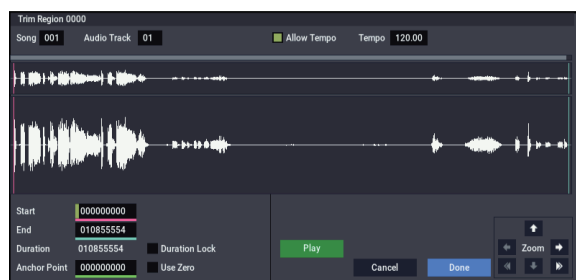 Trim Region 0000
Song 001 Audio Track 01 Allow Tempo Tempo 120.00
Start 000000000
End 010855554
Duration 010855554 Duration Lock Play Zoom
Anchor Point 000000000 Use Zero Cancel Done